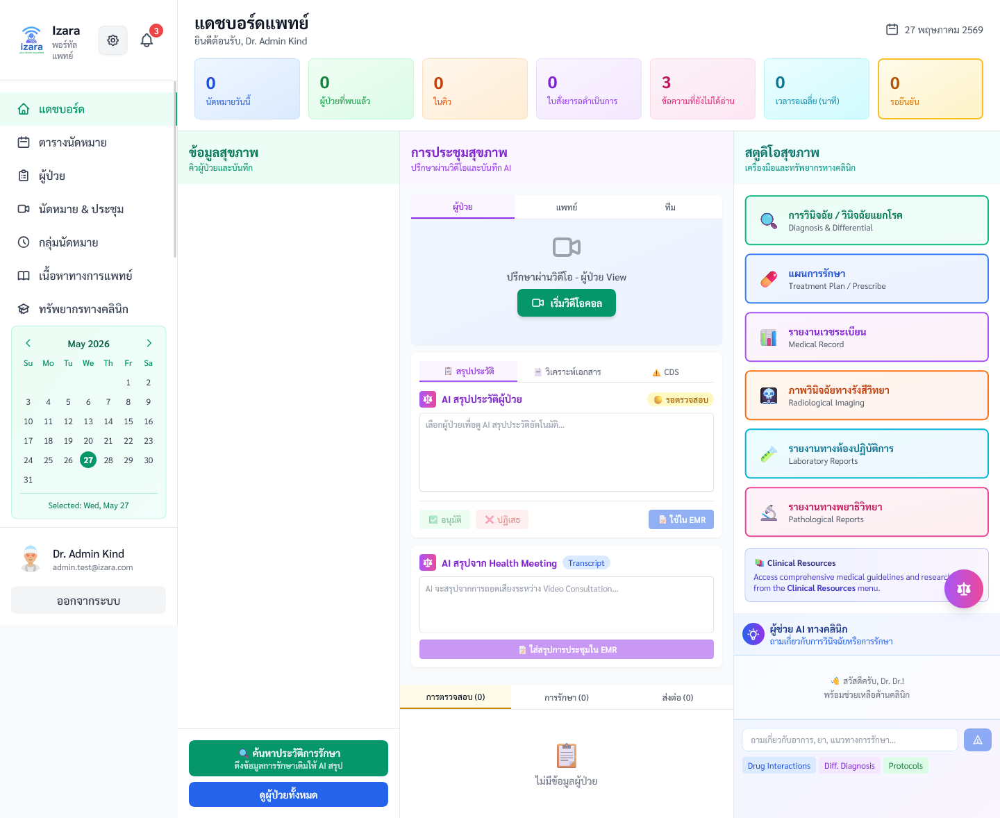 Izara
พอร์ทัล
แพทย์
3
izara
แดชบอร์ด
ตารางนัดหมาย
ผู้ป่วย
นัดหมาย & ประชุม
กลุ่มนัดหมาย
เนื้อหาทางการแพทย์
ทรัพยากรทางคลินิก
May 2026
Su Mo Tu We Th Fr Sa
1 2
3 4 5 6 7 8 9
10 11 12 13 14 15 16
17 18 19 20 21 22 23
24 25 26 27 28 29 30
31
Selected: Wed, May 27
Dr. Admin Kind
admin.test@izara.com
ออกจากระบบ
แดชบอร์ดแพทย์
ยินดีต้อนรับ, Dr. Admin Kind
27 พฤษภาคม 2569
0
นัดหมายวันนี้
0
ผู้ป่วยที่พบแล้ว
0
ในคิว
0
ใบสั่งยารอดำเนินการ
3
ข้อความที่ยังไม่ได้อ่าน
0
เวลารอเฉลี่ย (นาที)
0
รอยืนยัน
ข้อมูลสุขภาพ
คิวผู้ป่วยและบันทึก
🔍 ค้นหาประวัติการรักษา
ดึงข้อมูลการรักษาเดิมให้ AI สรุป
ดูผู้ป่วยทั้งหมด
การประชุมสุขภาพ
ปรึกษาผ่านวิดีโอและบันทึก AI
ผู้ป่วย แพทย์ ทีม
ปรึกษาผ่านวิดีโอ - ผู้ป่วย View
เริ่มวิดีโอคอล
สรุปประวัติ วิเคราะห์เอกสาร CDS
AI สรุปประวัติผู้ป่วย
รอตรวจสอบ
เลือกผู้ป่วยเพื่อดู AI สรุปประวัติอัตโนมัติ...
อนุมัติ ปฏิเสธ ใช้ใน EMR
AI สรุปจาก Health Meeting Transcript
AI จะสรุปจากการถอดเสียงระหว่าง Video Consultation...
ใส่สรุปการประชุมใน EMR
การตรวจสอบ (0) การรักษา (0) ส่งต่อ (0)
ไม่มีข้อมูลผู้ป่วย
สตูดิโอสุขภาพ
เครื่องมือและทรัพยากรทางคลินิก
การวินิจฉัย / วินิจฉัยแยกโรค
Diagnosis & Differential
แผนการรักษา
Treatment Plan / Prescribe
รายงานเวชระเบียน
Medical Record
ภาพวินิจฉัยทางรังสีวิทยา
Radiological Imaging
รายงานทางห้องปฏิบัติการ
Laboratory Reports
รายงานทางพยาธิวิทยา
Pathological Reports
Clinical Resources
Access comprehensive medical guidelines and research
from the Clinical Resources menu.
ผู้ช่วย AI ทางคลินิก
ถามเกี่ยวกับการวินิจฉัยหรือการรักษา
สวัสดีครับ, Dr. Dr.!
พร้อมช่วยเหลือด้านคลินิก
ถามเกี่ยวกับอาการ, ยา, แนวทางการรักษา...
Drug Interactions Diff. Diagnosis Protocols